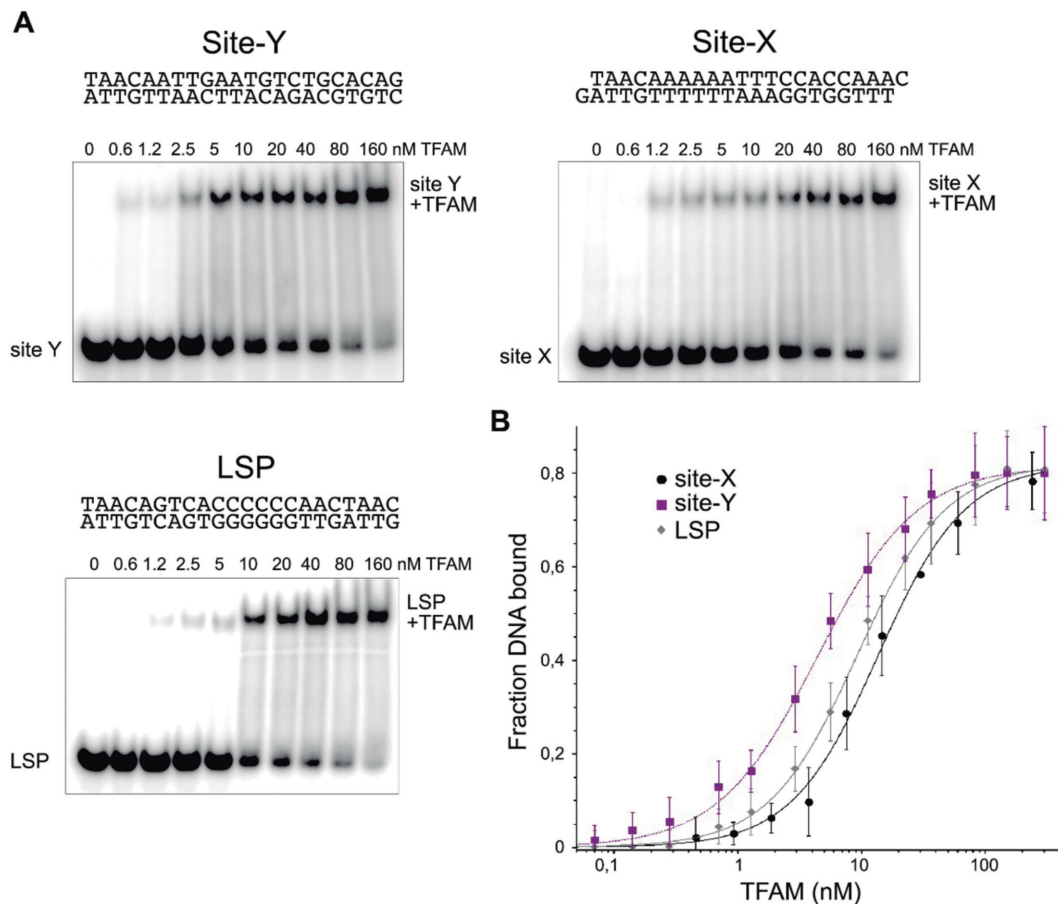 A
Site-Y
TAACAATTGAATGTCTGCACAG
ATTGTTAACTTACAGACGTGTC
0 0.6 1.2 2.5 5 10 20 40 80 160 nM TFAM
site Y
+TFAM
site Y
Site-X
TAACAAAAAATTTCCACCAAAC
GATTGTTTTTTAAAGGTGGTTT
0 0.6 1.2 2.5 5 10 20 40 80 160 nM TFAM
site X
+TFAM
site X
LSP
TAACAGTCACCCCCCAACTAAC
ATTGTCAGTGGGGGGTTGATTG
0 0.6 1.2 2.5 5 10 20 40 80 160 nM TFAM
LSP
+TFAM
LSP
B
site-X
site-Y
LSP
Fraction DNA bound
0,8
0,6
0,4
0,2
0
0,1 1 10 100
TFAM (nM)